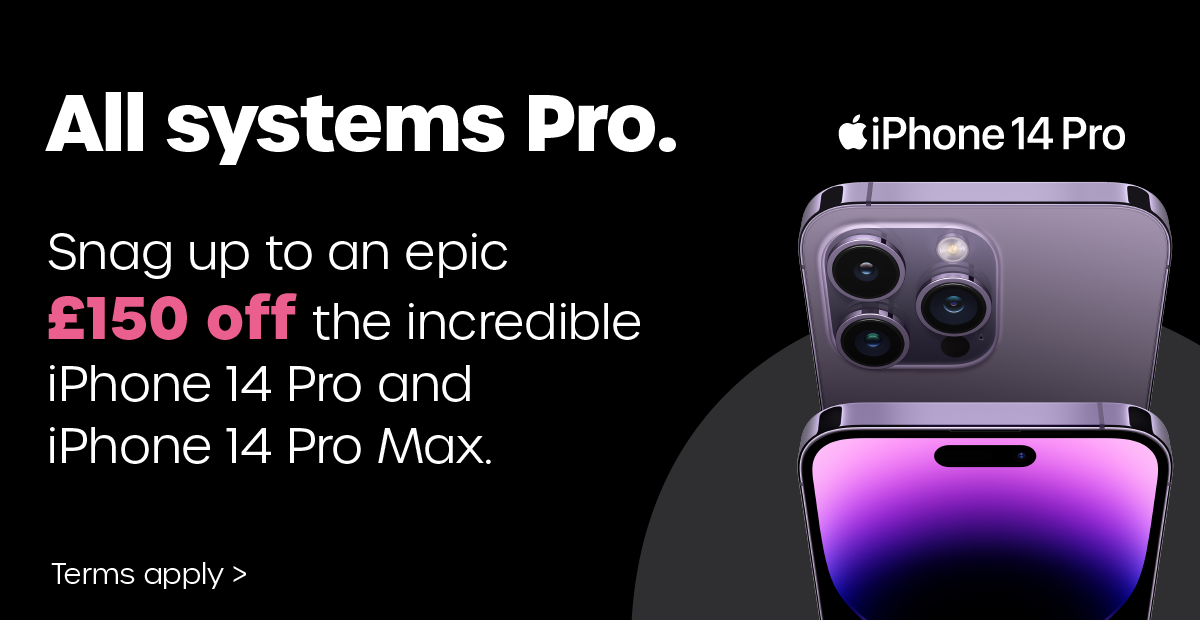 All systems Pro.
iPhone 14 Pro
Snag up to an epic
£150 off the incredible
iPhone 14 Pro and
iPhone 14 Pro Max.
Terms apply >